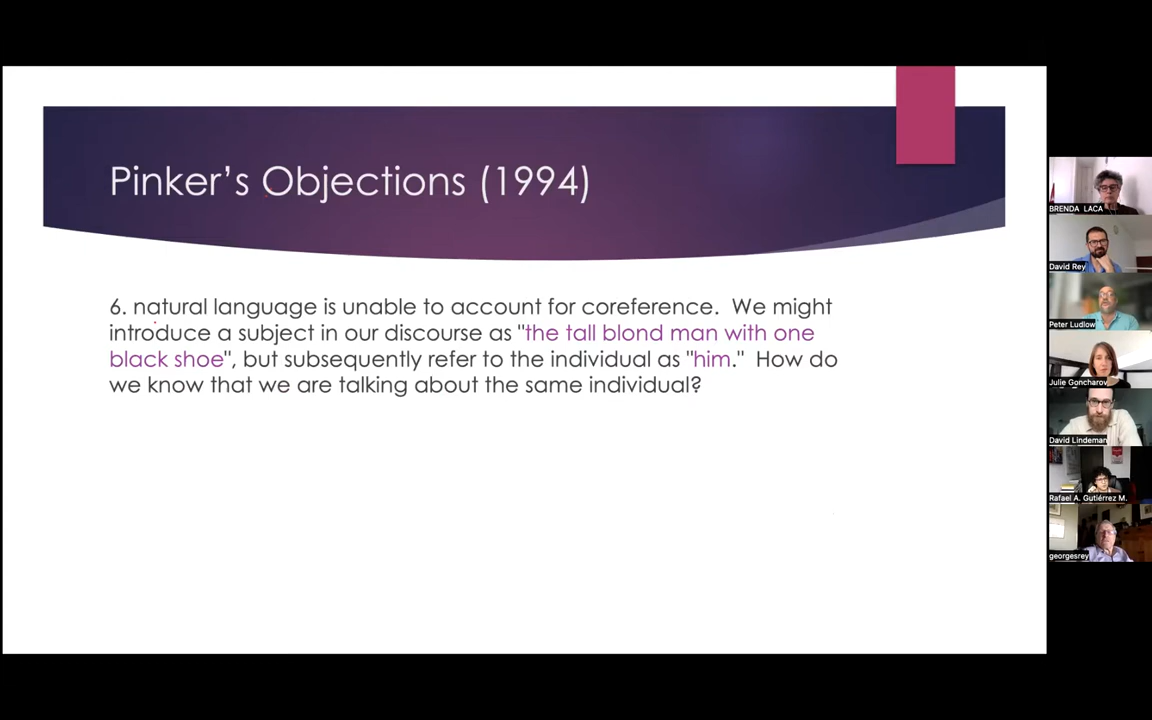 Pinker's Objections (1994)
6. natural language is unable to account for coreference. We might
introduce a subject in our discourse as "the tall blond man with one
black shoe", but subsequently refer to the individual as "him." How do
we know that we are talking about the same individual?
BRENDA LACA
David Rey
Peter Ludlow
Julie Goncharov
David Lindeman
Rafael A. Gutiérrez M.
georgesrey